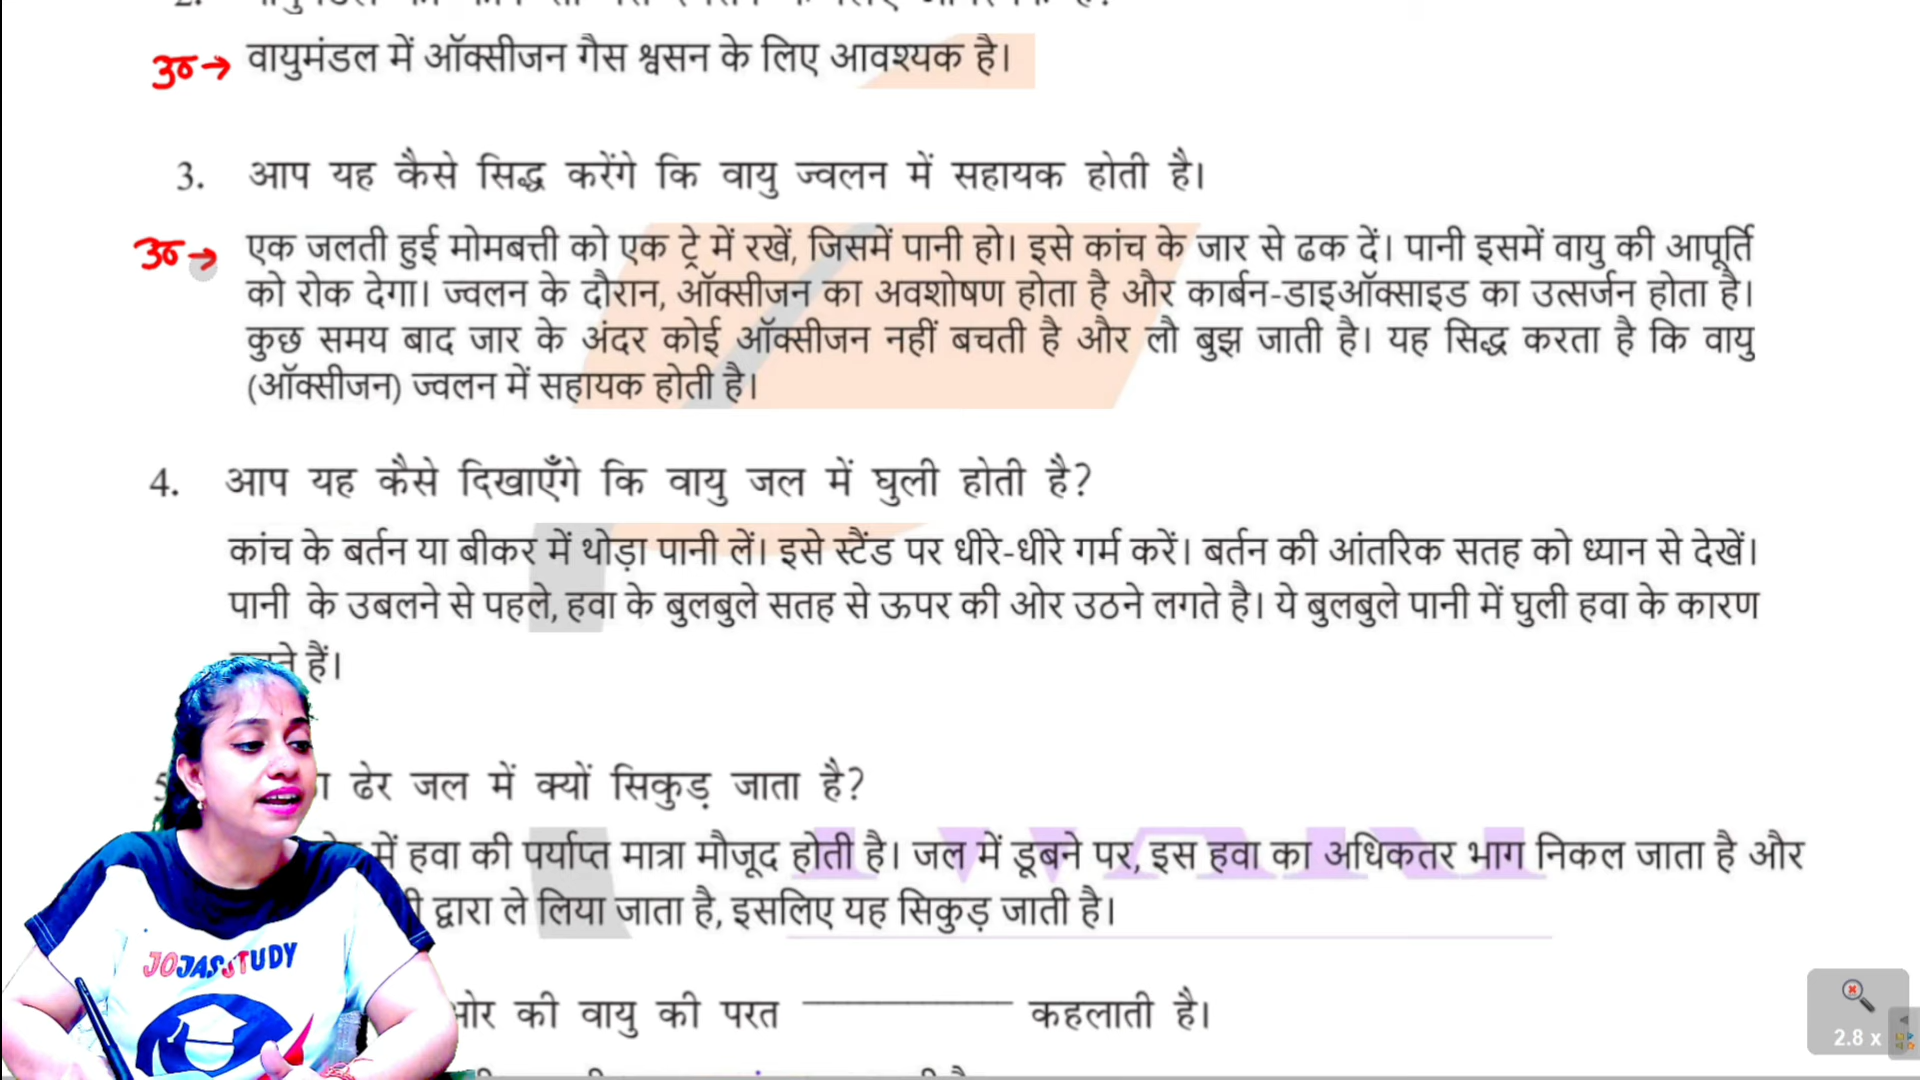 उ० → वायुमंडल में ऑक्सीजन गैस श्वसन के लिए आवश्यक है।
3. आप यह कैसे सिद्ध करेंगे कि वायु ज्वलन में सहायक होती है।
उ० → एक जलती हुई मोमबत्ती को एक ट्रे में रखें, जिसमें पानी हो। इसे कांच के जार से ढक दें। पानी इसमें वायु की आपूर्ति
को रोक देगा। ज्वलन के दौरान, ऑक्सीजन का अवशोषण होता है और कार्बन-डाइऑक्साइड का उत्सर्जन होता है।
कुछ समय बाद जार के अंदर कोई ऑक्सीजन नहीं बचती है और लौ बुझ जाती है। यह सिद्ध करता है कि वायु
(ऑक्सीजन) ज्वलन में सहायक होती है।
4. आप यह कैसे दिखाएँगे कि वायु जल में घुली होती है?
कांच के बर्तन या बीकर में थोड़ा पानी लें। इसे स्टैंड पर धीरे-धीरे गर्म करें। बर्तन की आंतरिक सतह को ध्यान से देखें।
पानी के उबलने से पहले, हवा के बुलबुले सतह से ऊपर की ओर उठने लगते है। ये बुलबुले पानी में घुली हवा के कारण
हैं।
ढेर जल में क्यों सिकुड़ जाता है?
में हवा की पर्याप्त मात्रा मौजूद होती है। जल में डूबने पर, इस हवा का अधिकतर भाग निकल जाता है और
द्वारा ले लिया जाता है, इसलिए यह सिकुड़ जाती है।
की वायु की परत ____________ कहलाती है।
JOJASSTUDY
2.8 x